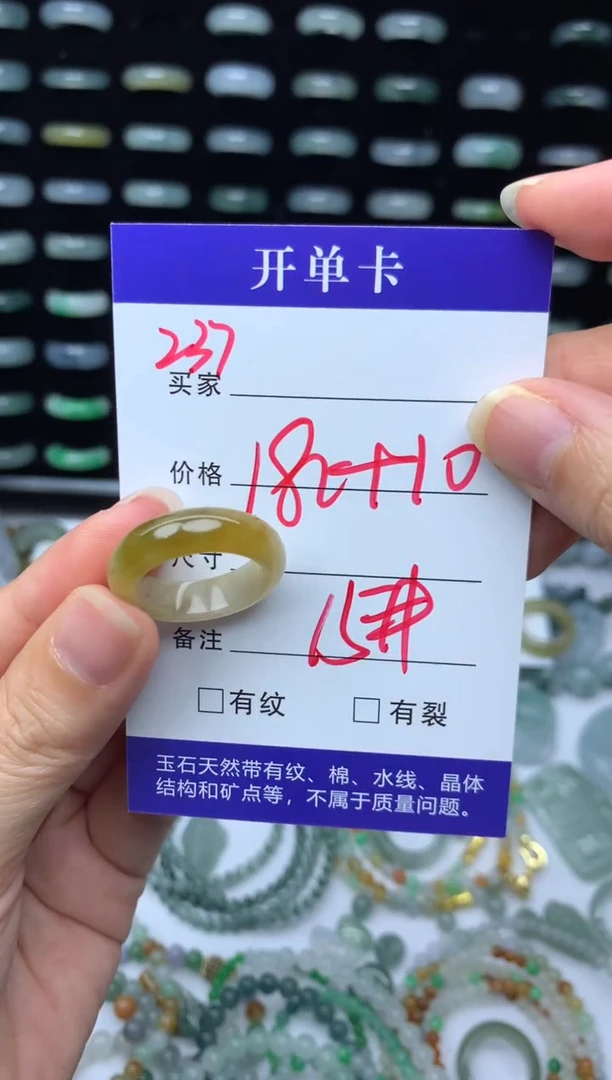 开单卡
237
买家
价格 180+10
尺寸
备注 15#
□有纹 □有裂
玉石天然带有纹、棉、水线、晶体
结构和矿点等，不属于质量问题。